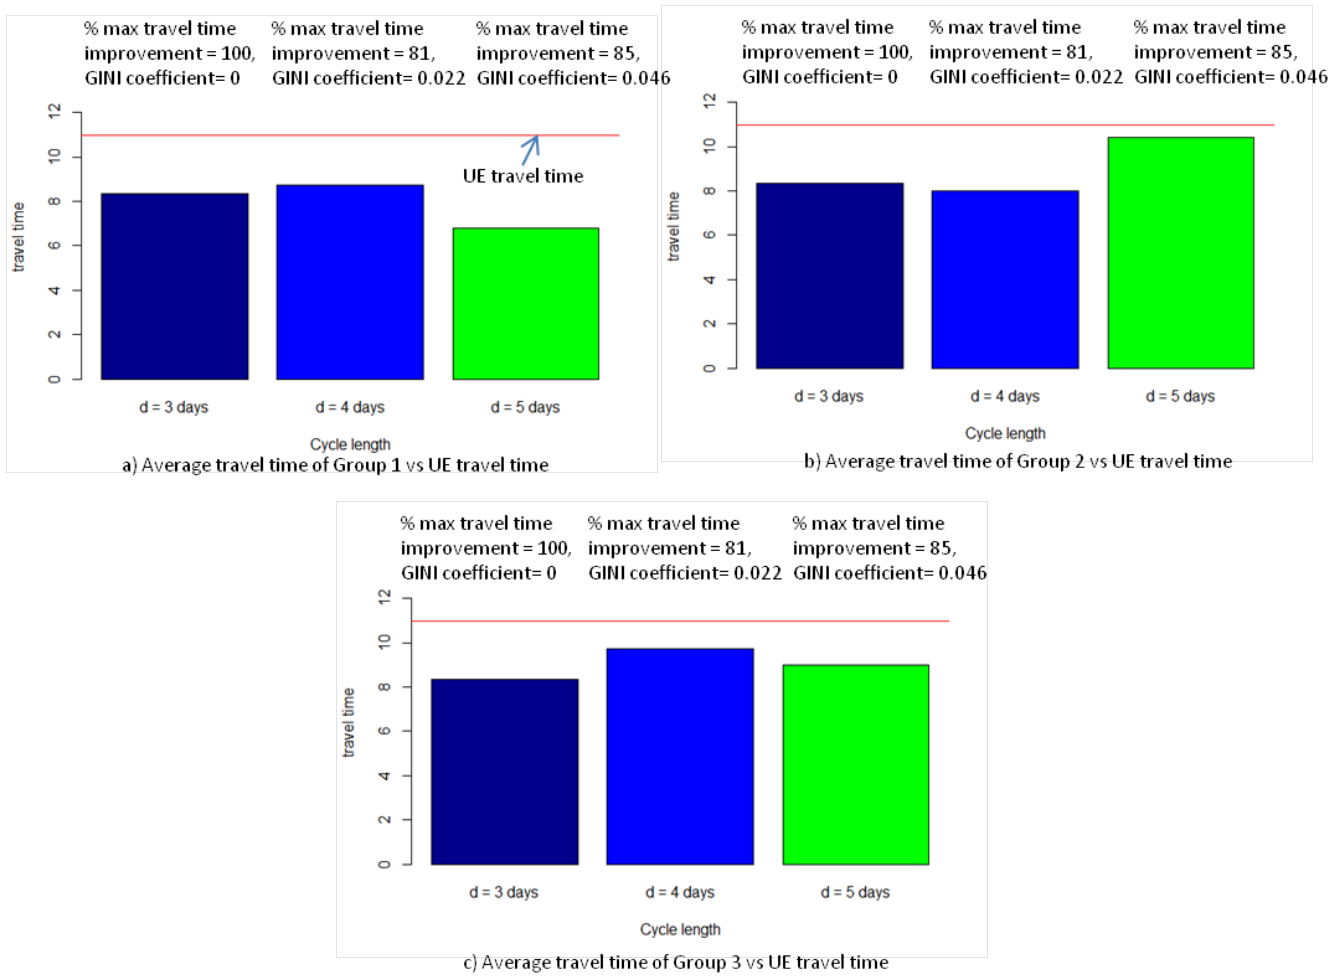 % max travel time
improvement = 100,
GINI coefficient= 0
% max travel time
improvement = 81,
GINI coefficient= 0.022
% max travel time
improvement = 85,
GINI coefficient= 0.046
12
10
8
6
4
2
0
travel time
UE travel time
d = 3 days
d = 4 days
d = 5 days
Cycle length
a) Average travel time of Group 1 vs UE travel time
% max travel time
improvement = 100,
GINI coefficient= 0
% max travel time
improvement = 81,
GINI coefficient= 0.022
% max travel time
improvement = 85,
GINI coefficient= 0.046
12
10
8
6
4
2
0
travel time
d = 3 days
d = 4 days
d = 5 days
Cycle length
b) Average travel time of Group 2 vs UE travel time
% max travel time
improvement = 100,
GINI coefficient= 0
% max travel time
improvement = 81,
GINI coefficient= 0.022
% max travel time
improvement = 85,
GINI coefficient= 0.046
12
10
8
6
4
2
0
travel time
d = 3 days
d = 4 days
d = 5 days
Cycle length
c) Average travel time of Group 3 vs UE travel time